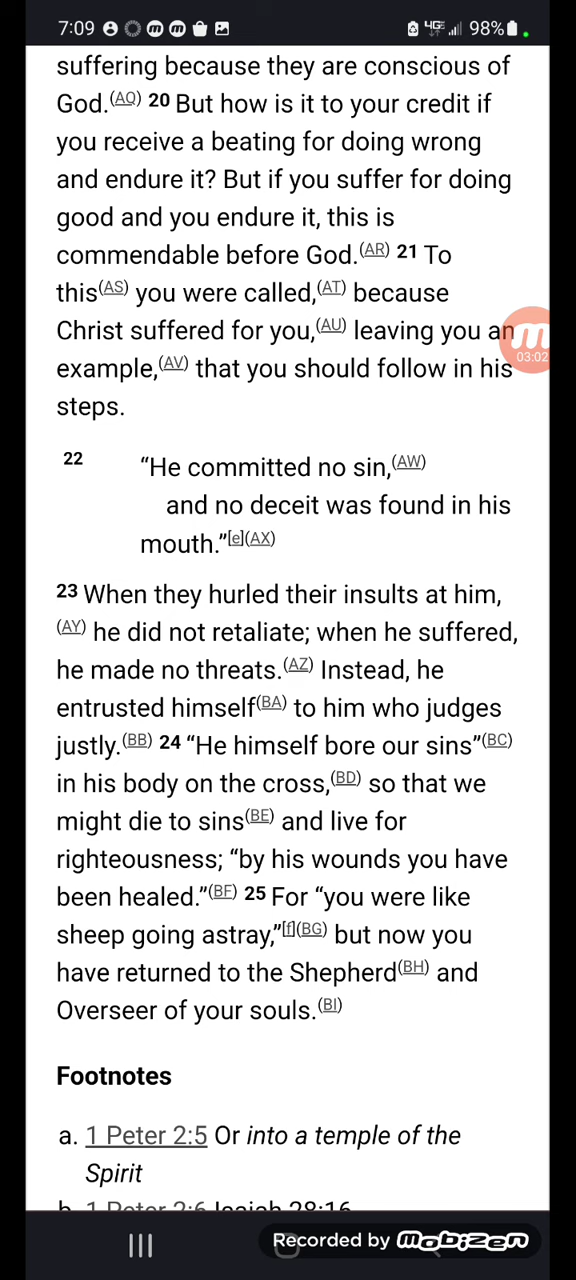 7:09 98%
suffering because they are conscious of
God.(AQ) 20 But how is it to your credit if
you receive a beating for doing wrong
and endure it? But if you suffer for doing
good and you endure it, this is
commendable before God.(AR) 21 To
this(AS) you were called,(AT) because
Christ suffered for you,(AU) leaving you an
03:02
example,(AV) that you should follow in his
steps.
22 “He committed no sin,(AW)
and no deceit was found in his
mouth.”[e](AX)
23 When they hurled their insults at him,
(AY) he did not retaliate; when he suffered,
he made no threats.(AZ) Instead, he
entrusted himself(BA) to him who judges
justly.(BB) 24 “He himself bore our sins”(BC)
in his body on the cross,(BD) so that we
might die to sins(BE) and live for
righteousness; “by his wounds you have
been healed.”(BF) 25 For “you were like
sheep going astray,”[f](BG) but now you
have returned to the Shepherd(BH) and
Overseer of your souls.(BI)
Footnotes
a. 1 Peter 2:5 Or into a temple of the
Spirit
b. 1 Peter 2:6 Isaiah 28:16
Recorded by Mobizen